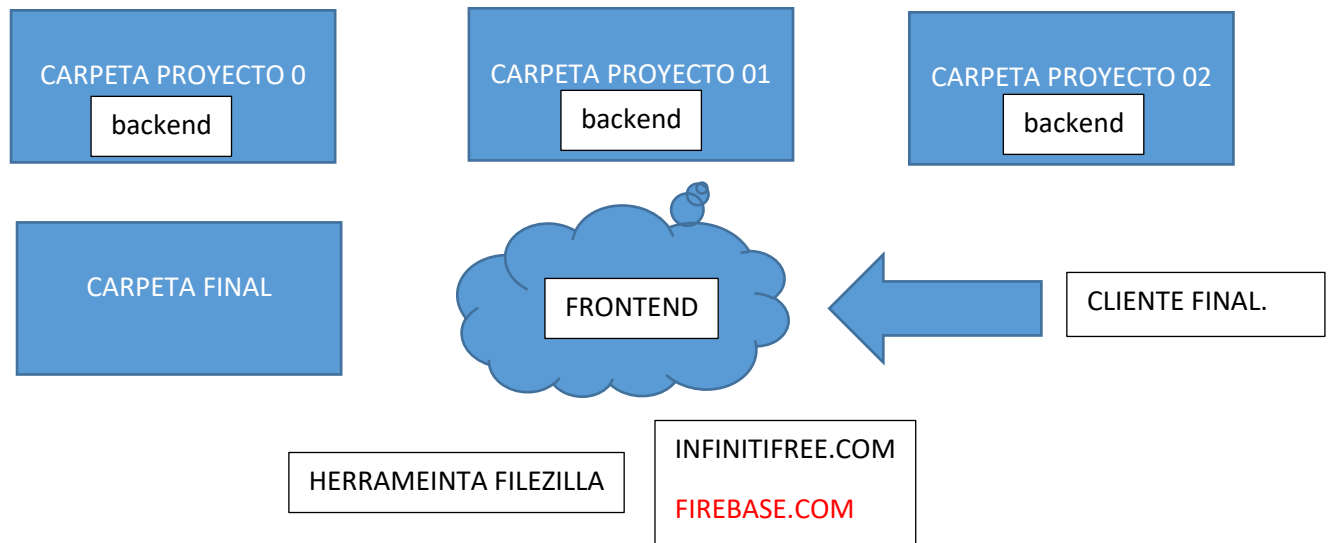 CARPETA PROYECTO 0
backend
CARPETA PROYECTO 01
backend
CARPETA PROYECTO 02
backend
CARPETA FINAL
FRONTEND
CLIENTE FINAL.
HERRAMEINTA FILEZILLA
INFINITIFREE.COM
FIREBASE.COM